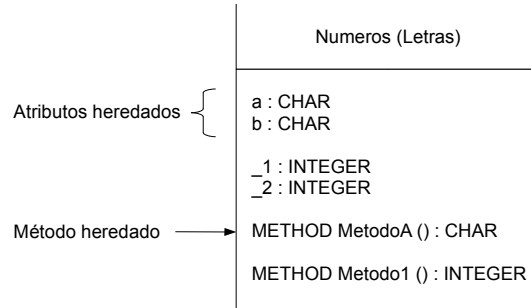 Numeros (Letras)
Atributos heredados
a : CHAR
b : CHAR
_1 : INTEGER
_2 : INTEGER
Método heredado
METHOD MetodoA () : CHAR
METHOD Metodo1 () : INTEGER